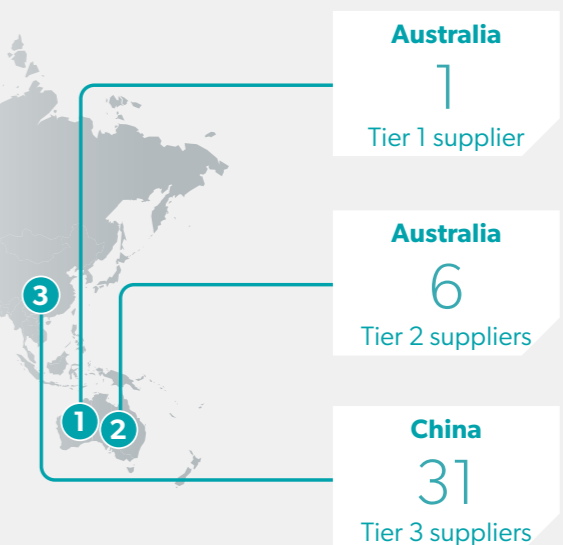 Australia
1
Tier 1 supplier
Australia
6
Tier 2 suppliers
China
31
Tier 3 suppliers
3
1
2